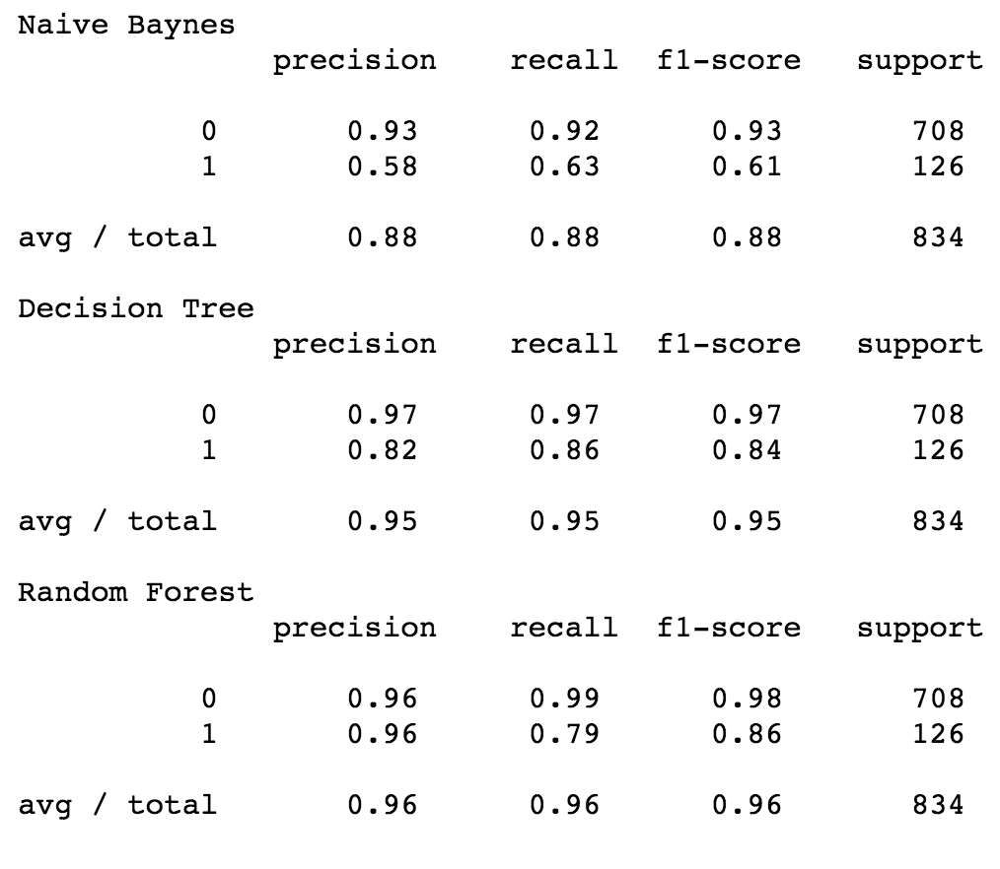 Naive Baynes
precision recall f1-score support
0 0.93 0.92 0.93 708
1 0.58 0.63 0.61 126
avg / total 0.88 0.88 0.88 834
Decision Tree
precision recall f1-score support
0 0.97 0.97 0.97 708
1 0.82 0.86 0.84 126
avg / total 0.95 0.95 0.95 834
Random Forest
precision recall f1-score support
0 0.96 0.99 0.98 708
1 0.96 0.79 0.86 126
avg / total 0.96 0.96 0.96 834